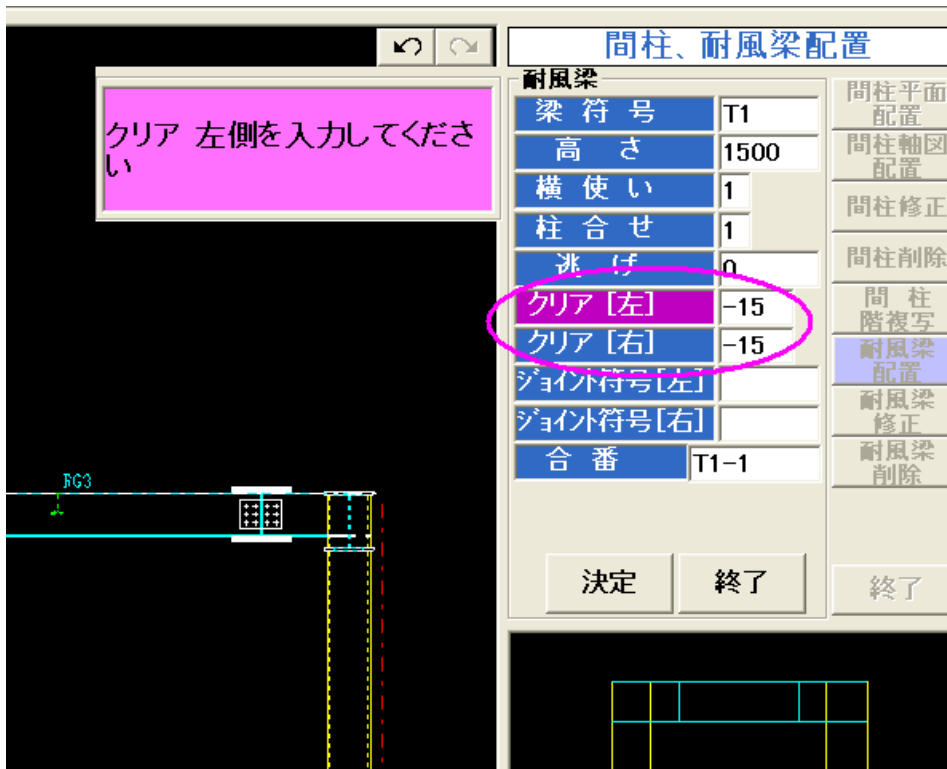 間柱、耐風梁配置
クリア 左側を入力してくださ
い
耐風梁
梁 符 号 T1
高 さ 1500
横 使 い 1
柱 合 せ 1
逃 げ 0
クリア [左] -15
クリア [右] -15
ジョイント符号[左]
ジョイント符号[右]
合 番 T1-1
決定
終了
間柱平面
配置
間柱軸図
配置
間柱修正
間柱削除
間 柱
階複写
耐風梁
配置
耐風梁
修正
耐風梁
削除
終了
RG3